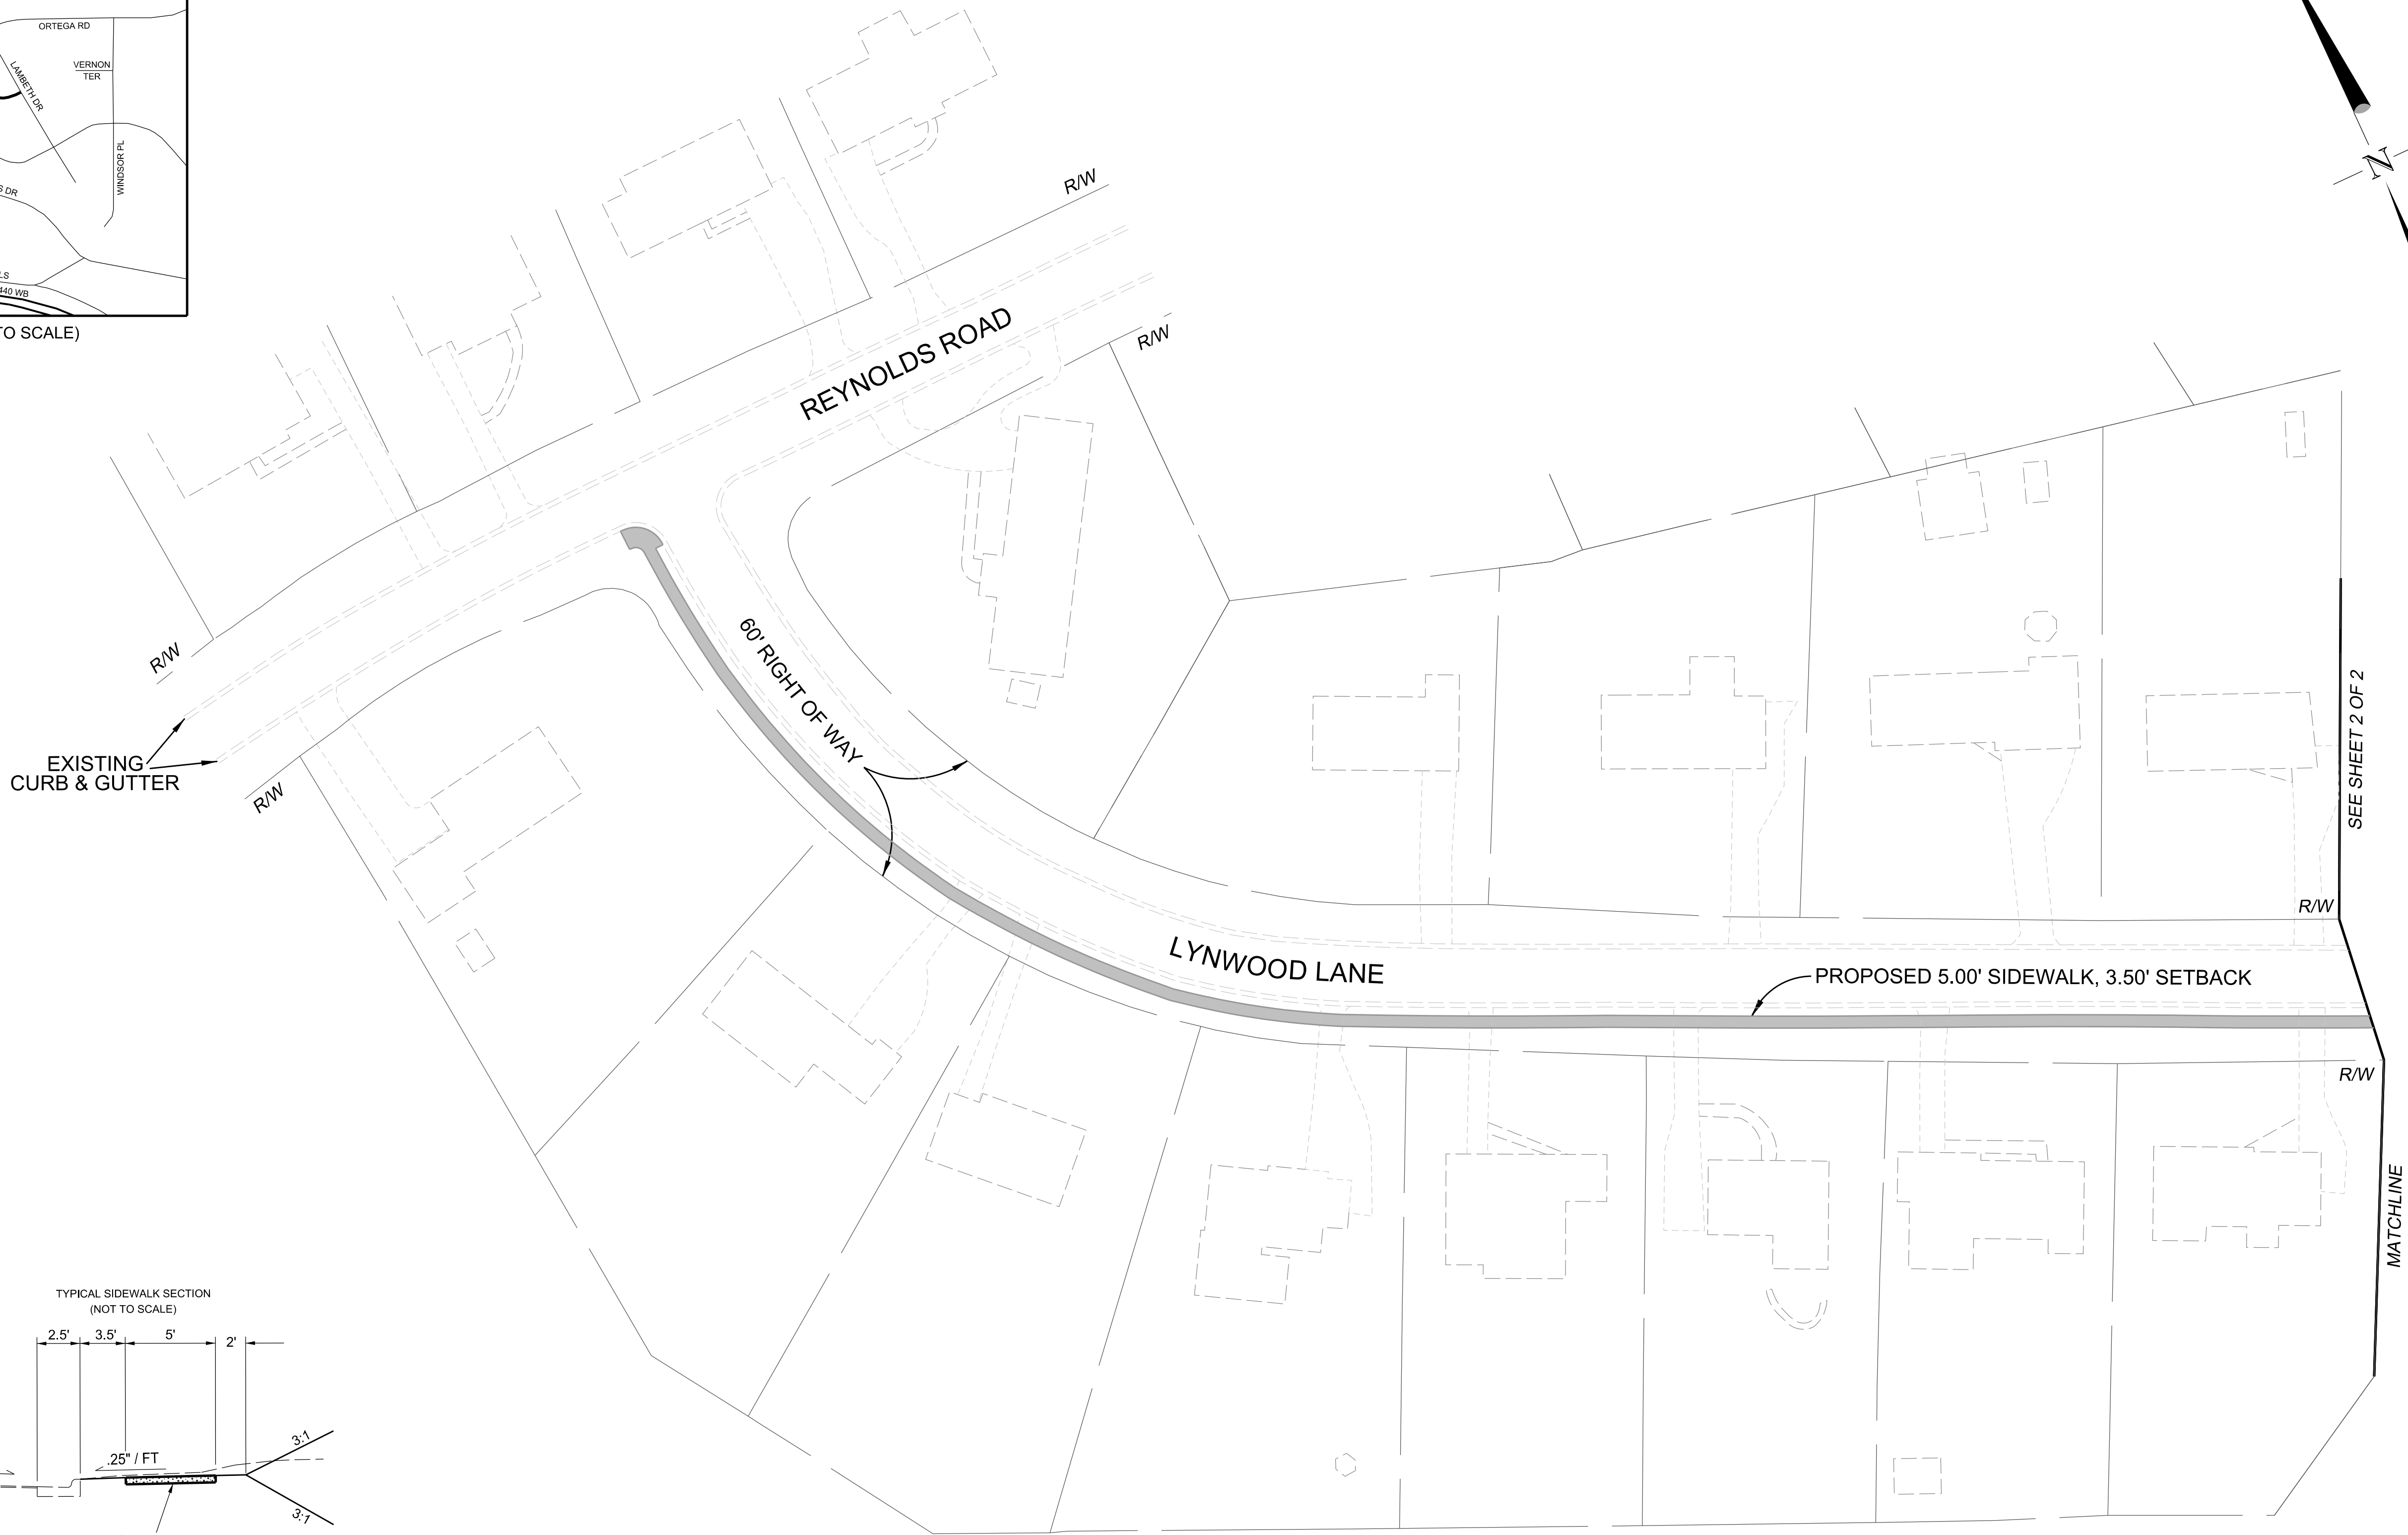 ORTEGA RD
LAMBETH DR
VERNON
TER
WINDSOR PL
S DR
LS
440 WB
TO SCALE)
N
R/W
REYNOLDS ROAD
R/W
R/W
60' RIGHT OF WAY
EXISTING
CURB & GUTTER
R/W
SEE SHEET 2 OF 2
R/W
LYNWOOD LANE
PROPOSED 5.00' SIDEWALK, 3.50' SETBACK
R/W
MATCHLINE
TYPICAL SIDEWALK SECTION
(NOT TO SCALE)
2.5' 3.5' 5' 2'
.25" / FT
3:1
3:1